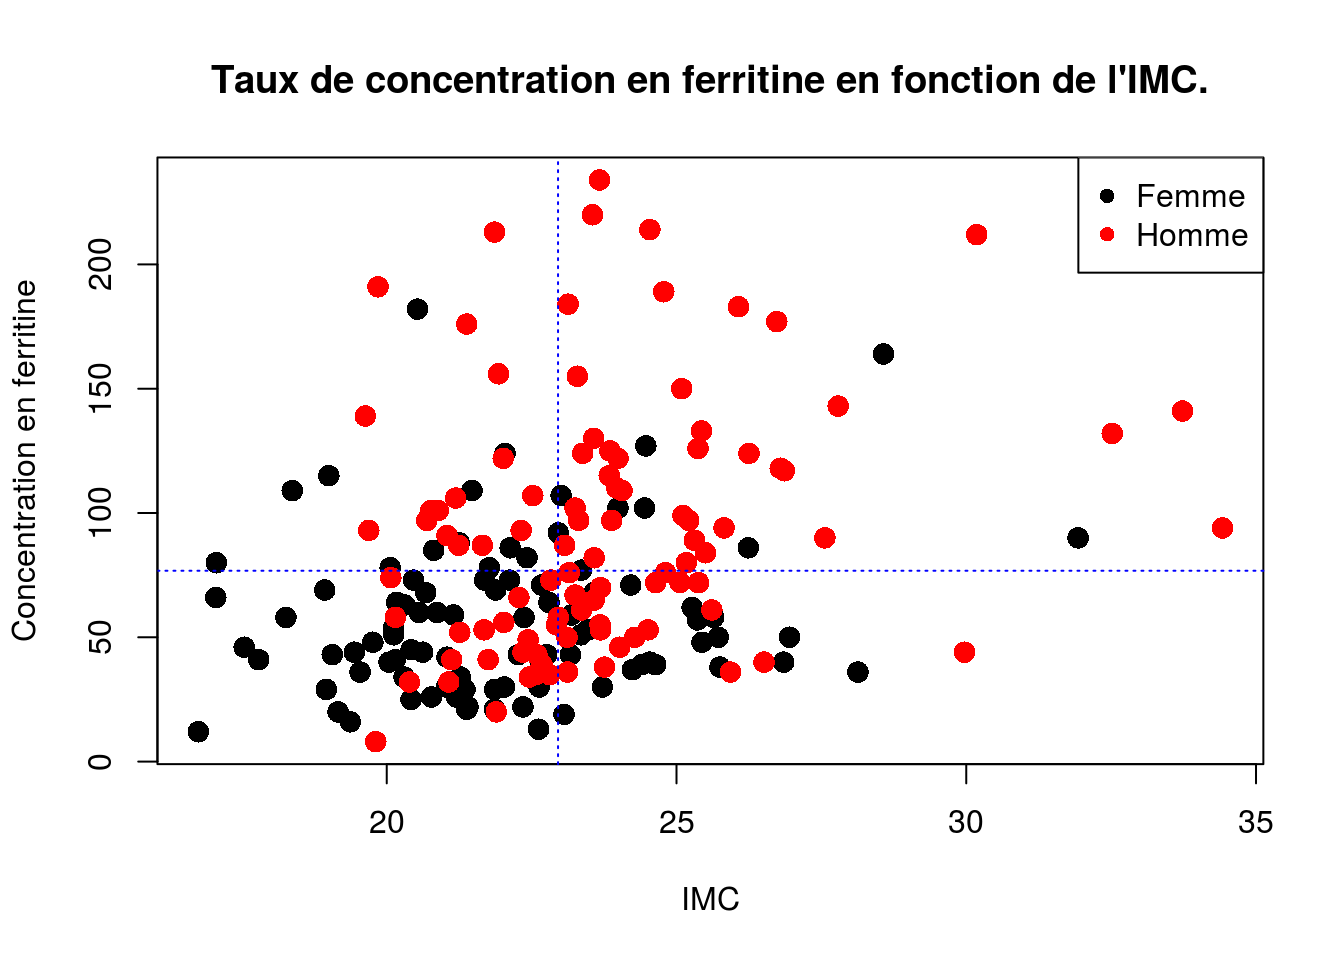 Taux de concentration en ferritine en fonction de l'IMC.
Femme
Homme
Concentration en ferritine
200
150
100
50
0
20 25 30 35
IMC